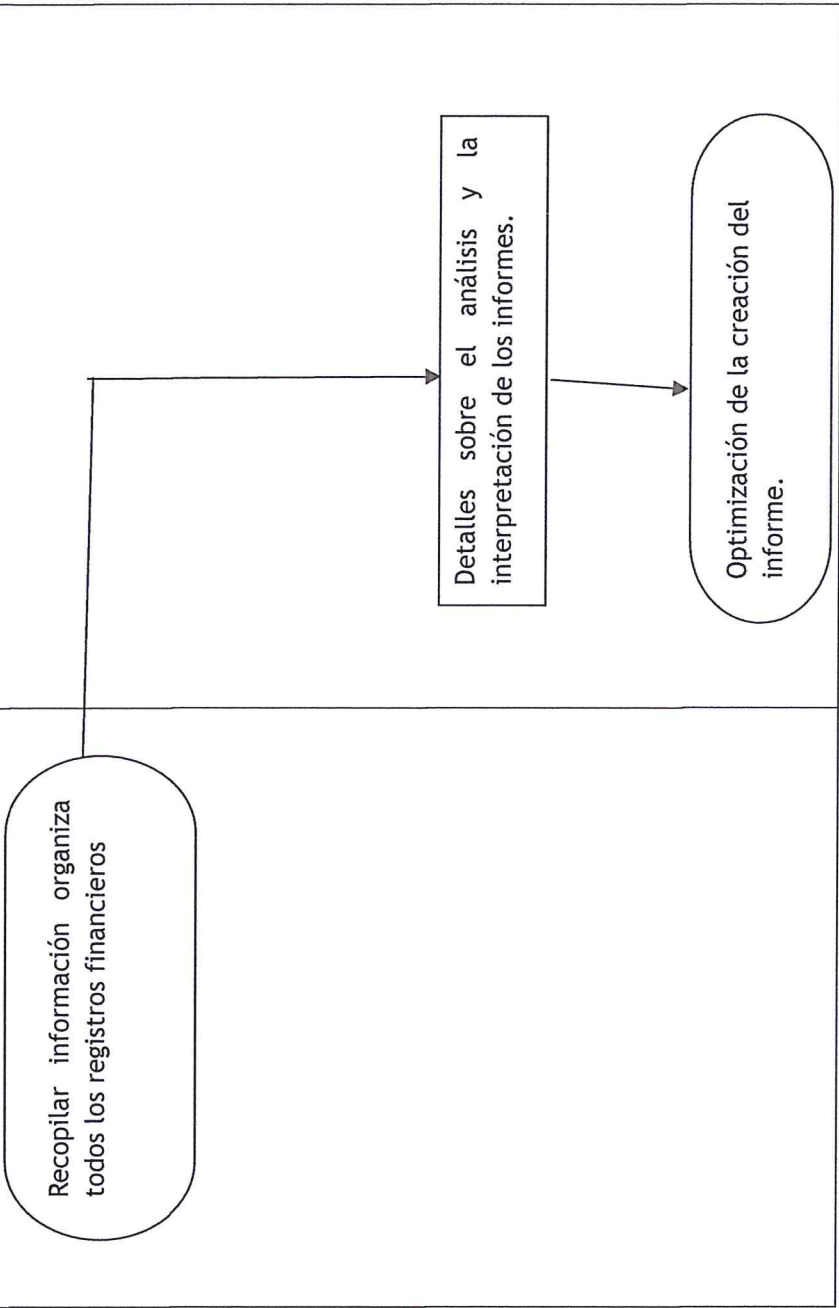 Recopilar información organiza
todos los registros financieros
Detalles sobre el análisis y la
interpretación de los informes.
Optimización de la creación del
informe.